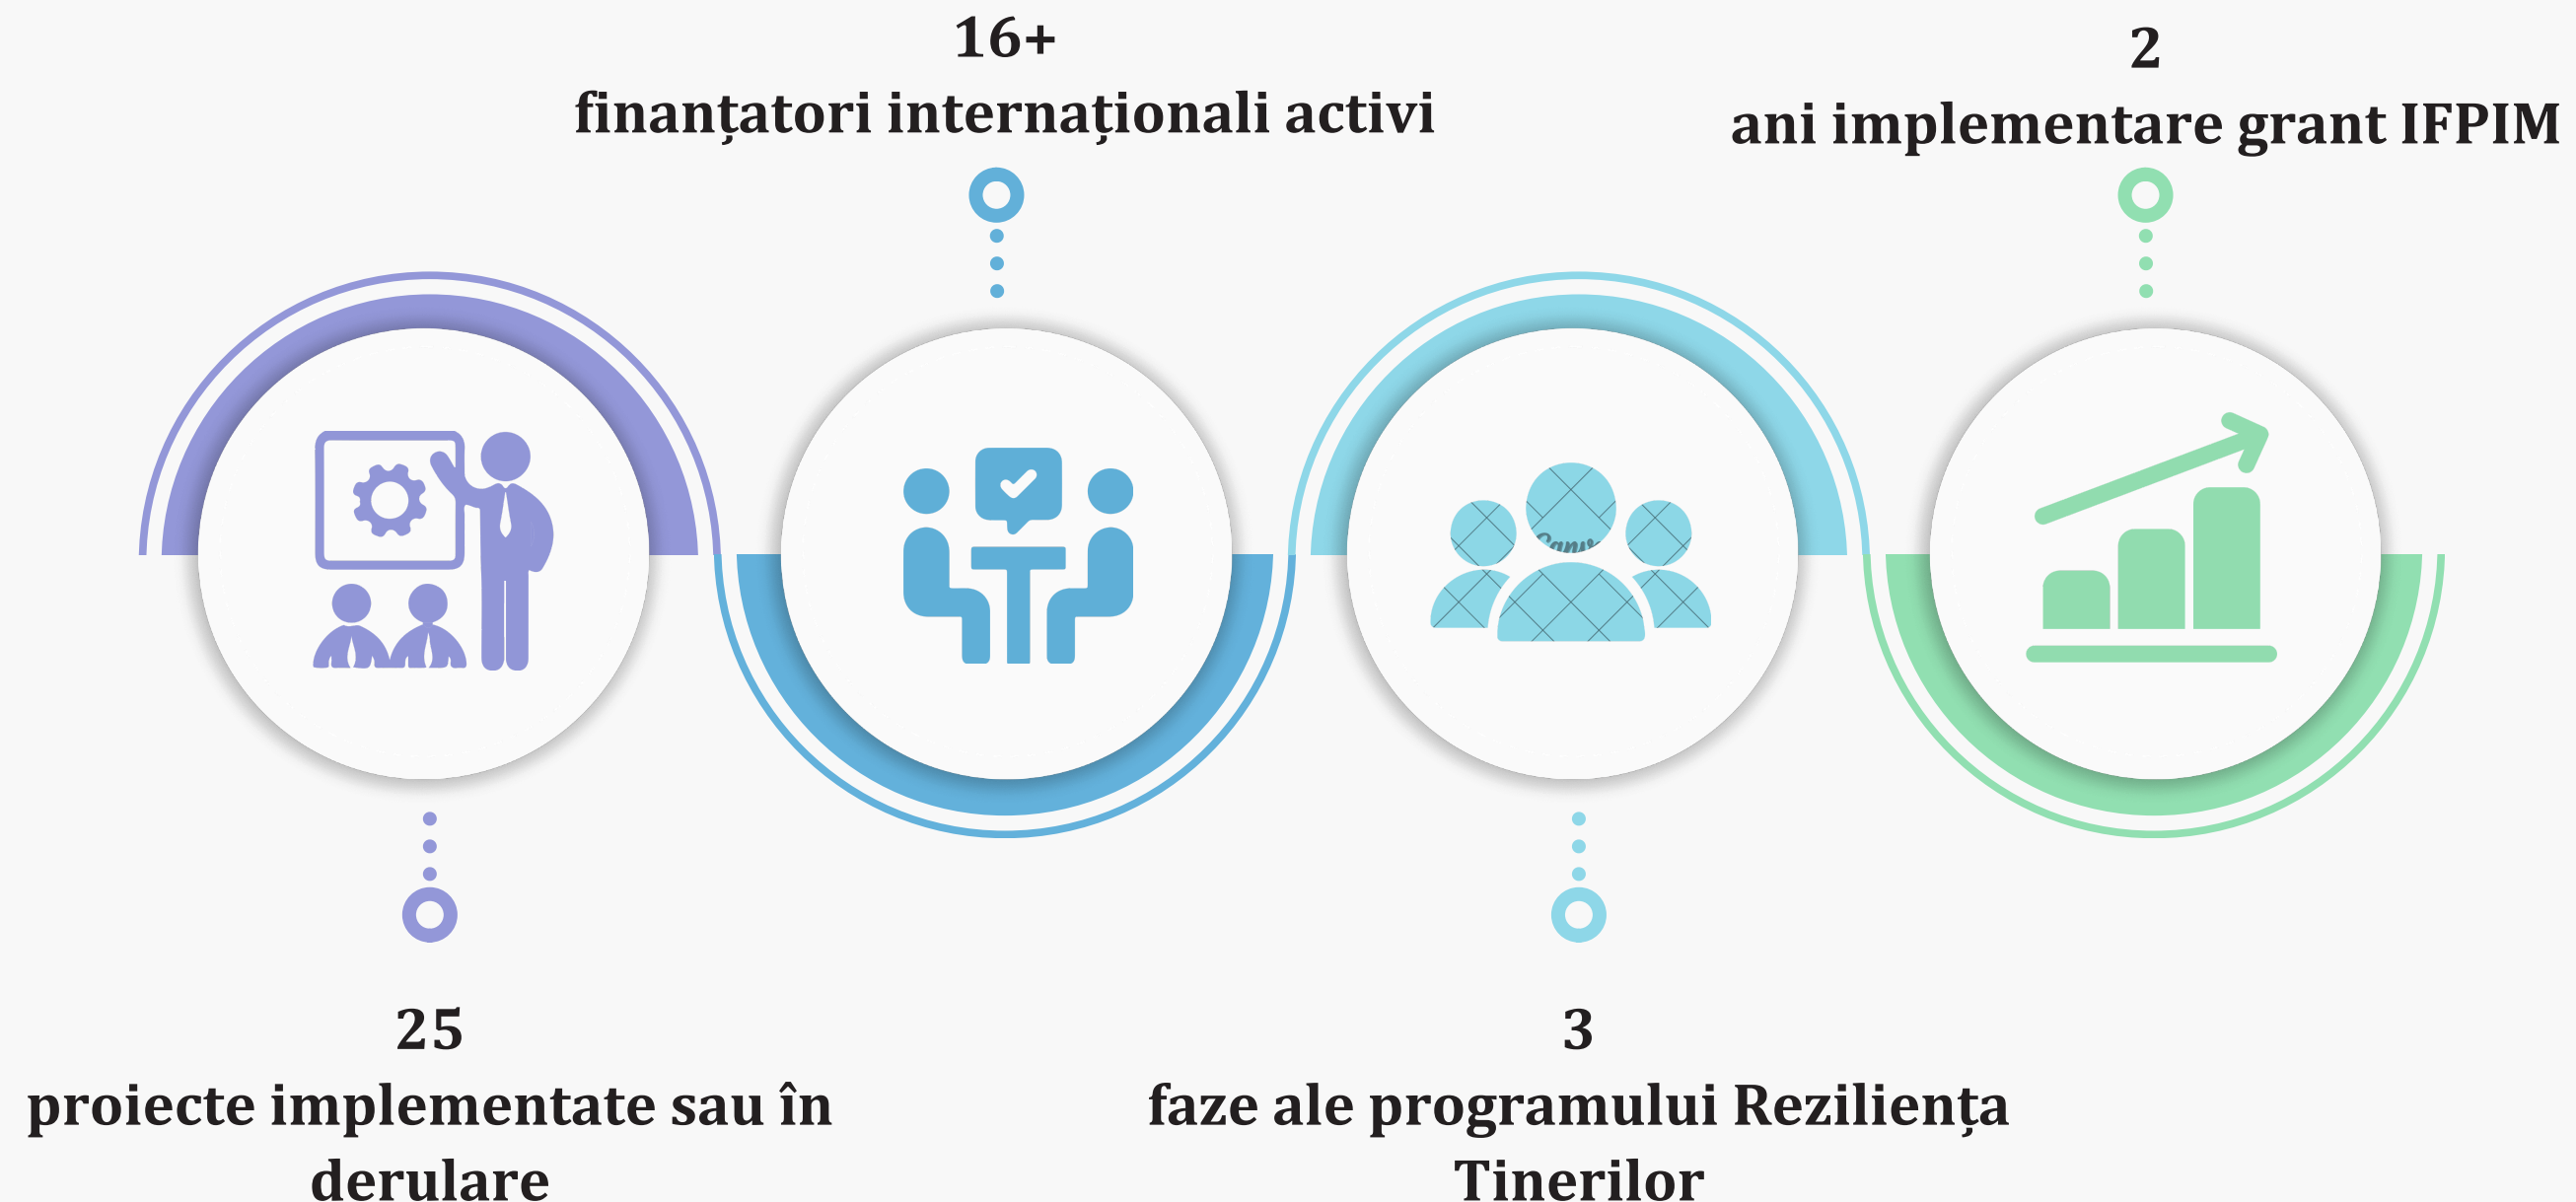 16+
finanțatori internaționali activi
2
ani implementare grant IFPIM
25
proiecte implementate sau în
derulare
3
faze ale programului Reziliența
Tinerilor